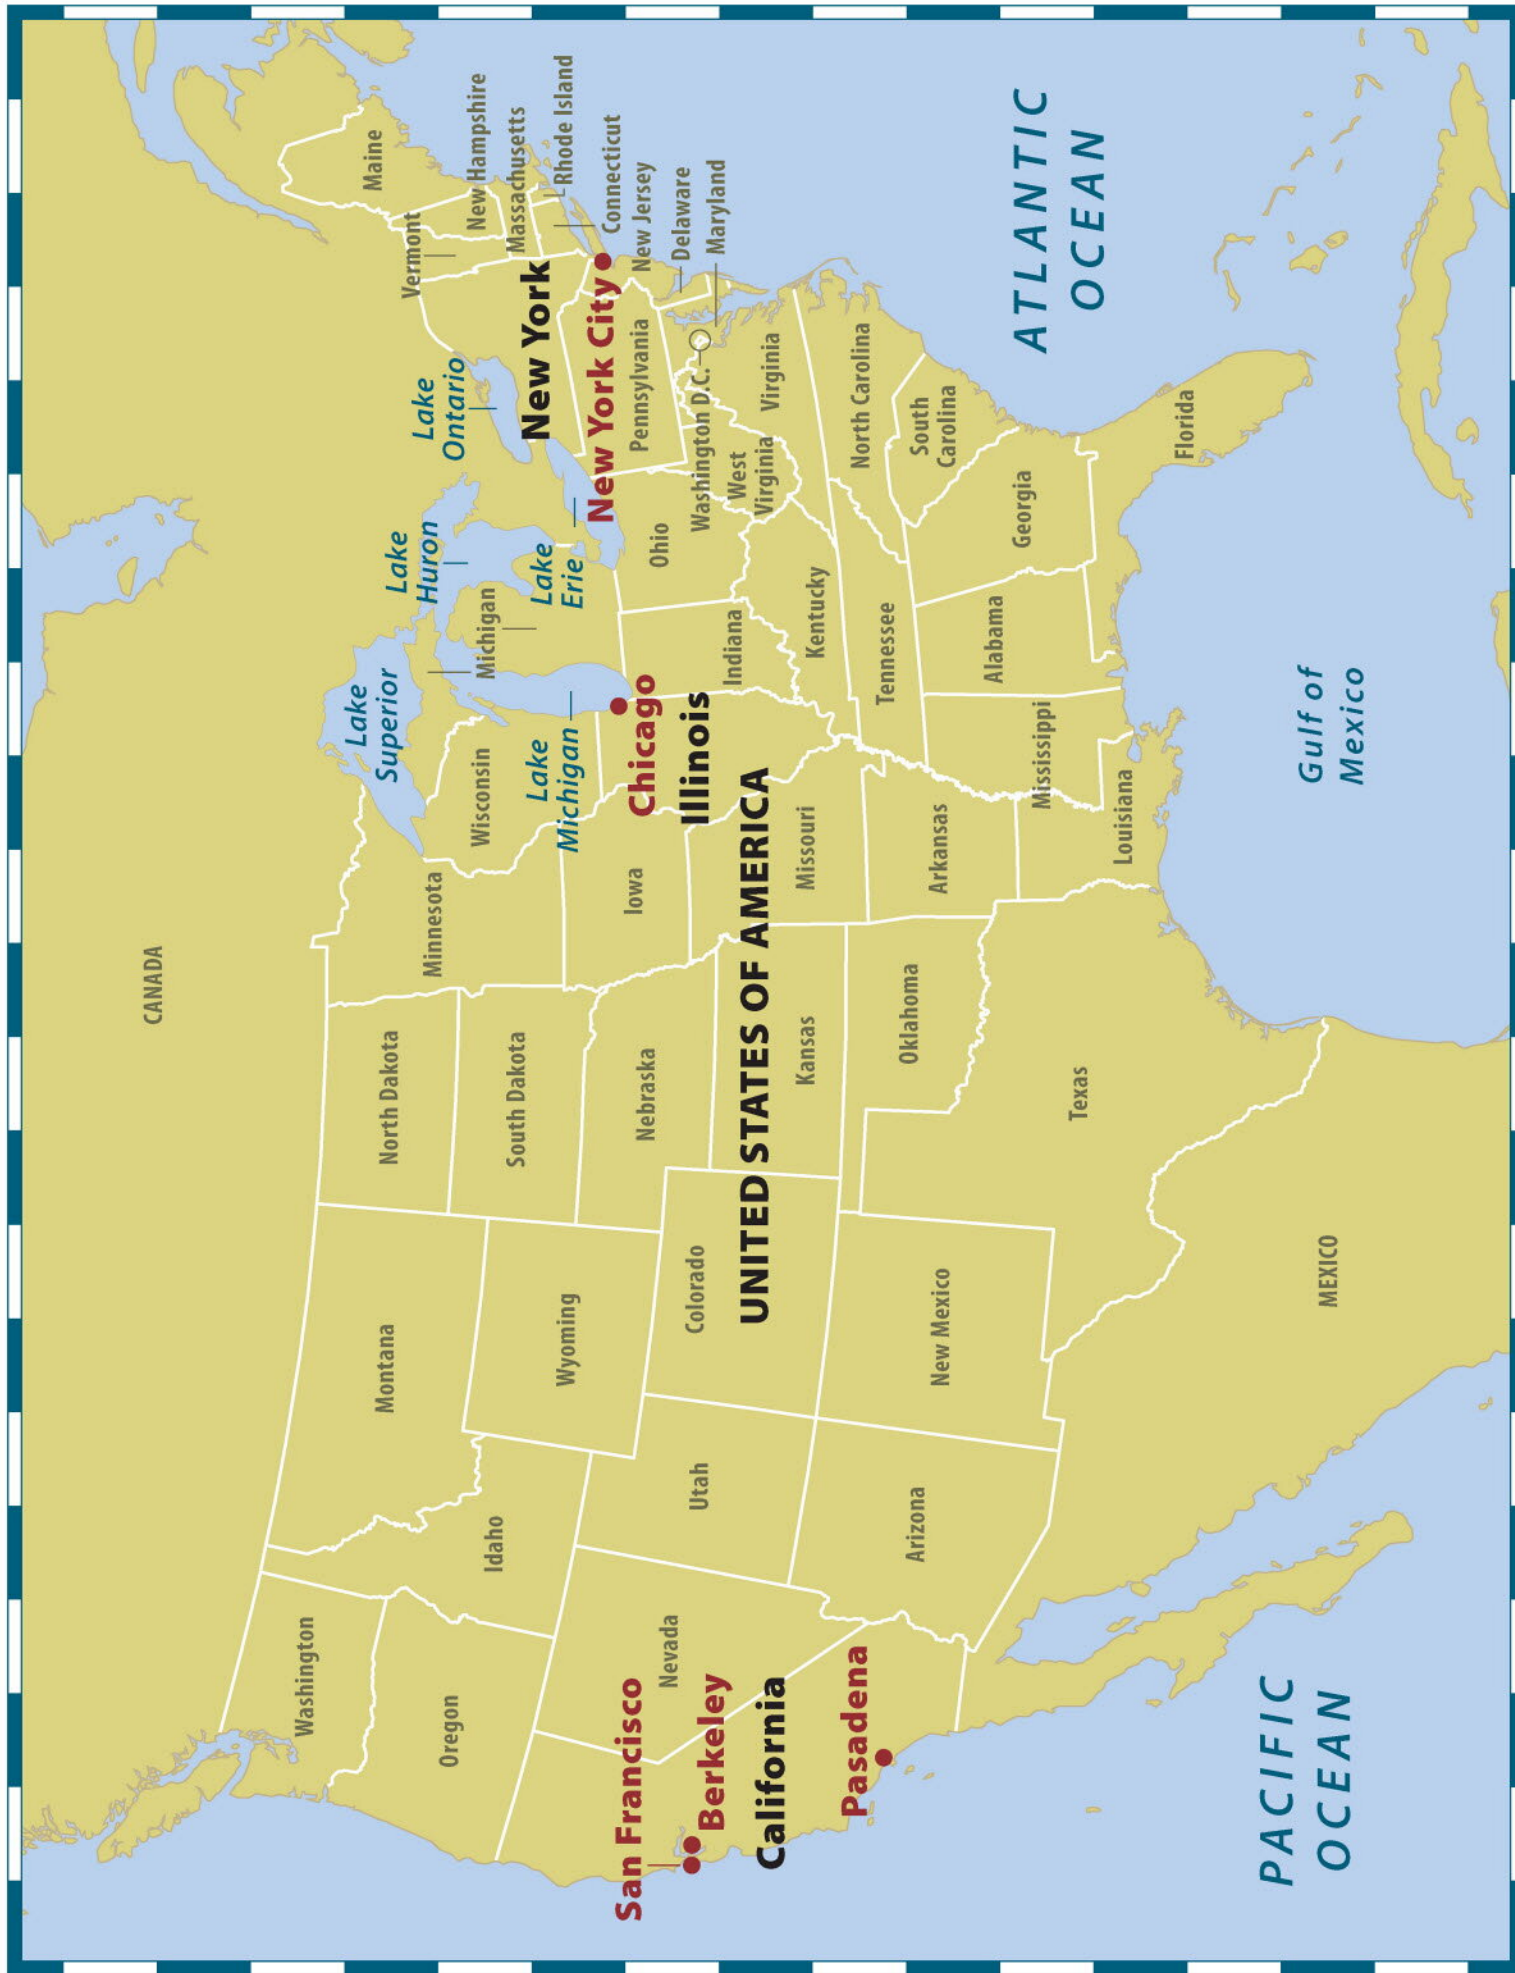 CANADA
Washington
Oregon
Idaho
Montana
North Dakota
South Dakota
Minnesota
Wisconsin
Lake
Superior
Michigan
Lake
Huron
Lake
Michigan
Lake
Erie
Lake
Ontario
Vermont
Maine
New Hampshire
Massachusetts
Rhode Island
Connecticut
New Jersey
Delaware
Maryland
New York
New York City
Pennsylvania
Washington D.C.
West
Virginia
Virginia
Ohio
Indiana
Chicago
Illinois
Iowa
Nebraska
Wyoming
Nevada
Utah
Colorado
UNITED STATES OF AMERICA
Kansas
Missouri
Kentucky
Tennessee
North Carolina
South
Carolina
San Francisco
Berkeley
California
Pasadena
Arizona
New Mexico
Oklahoma
Texas
Arkansas
Louisiana
Mississippi
Alabama
Georgia
Florida
ATLANTIC
OCEAN
PACIFIC
OCEAN
Gulf of
Mexico
MEXICO